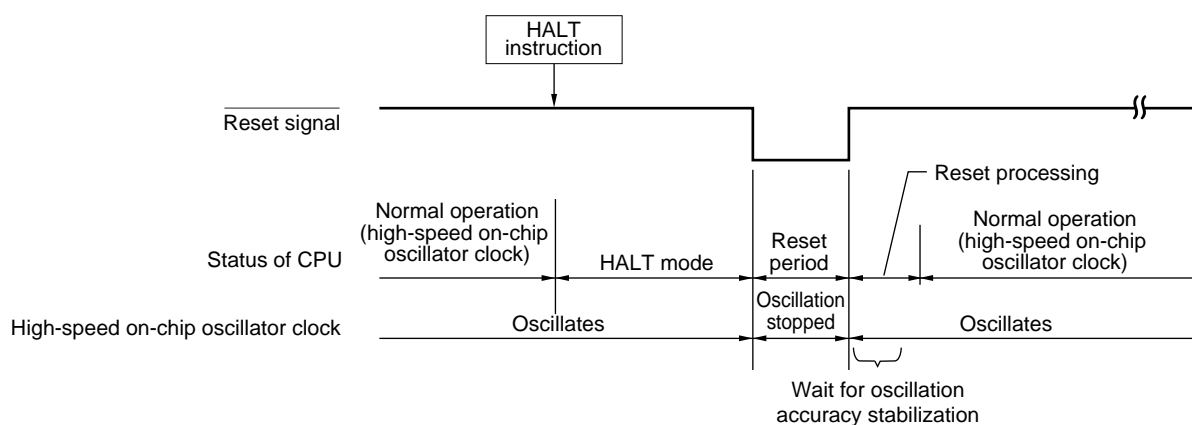 HALT
instruction
Reset signal
Reset processing
Normal operation
(high-speed on-chip
oscillator clock)
Status of CPU
HALT mode
Reset
period
Normal operation
(high-speed on-chip
oscillator clock)
High-speed on-chip oscillator clock
Oscillates
Oscillation
stopped
Oscillates
Wait for oscillation
accuracy stabilization